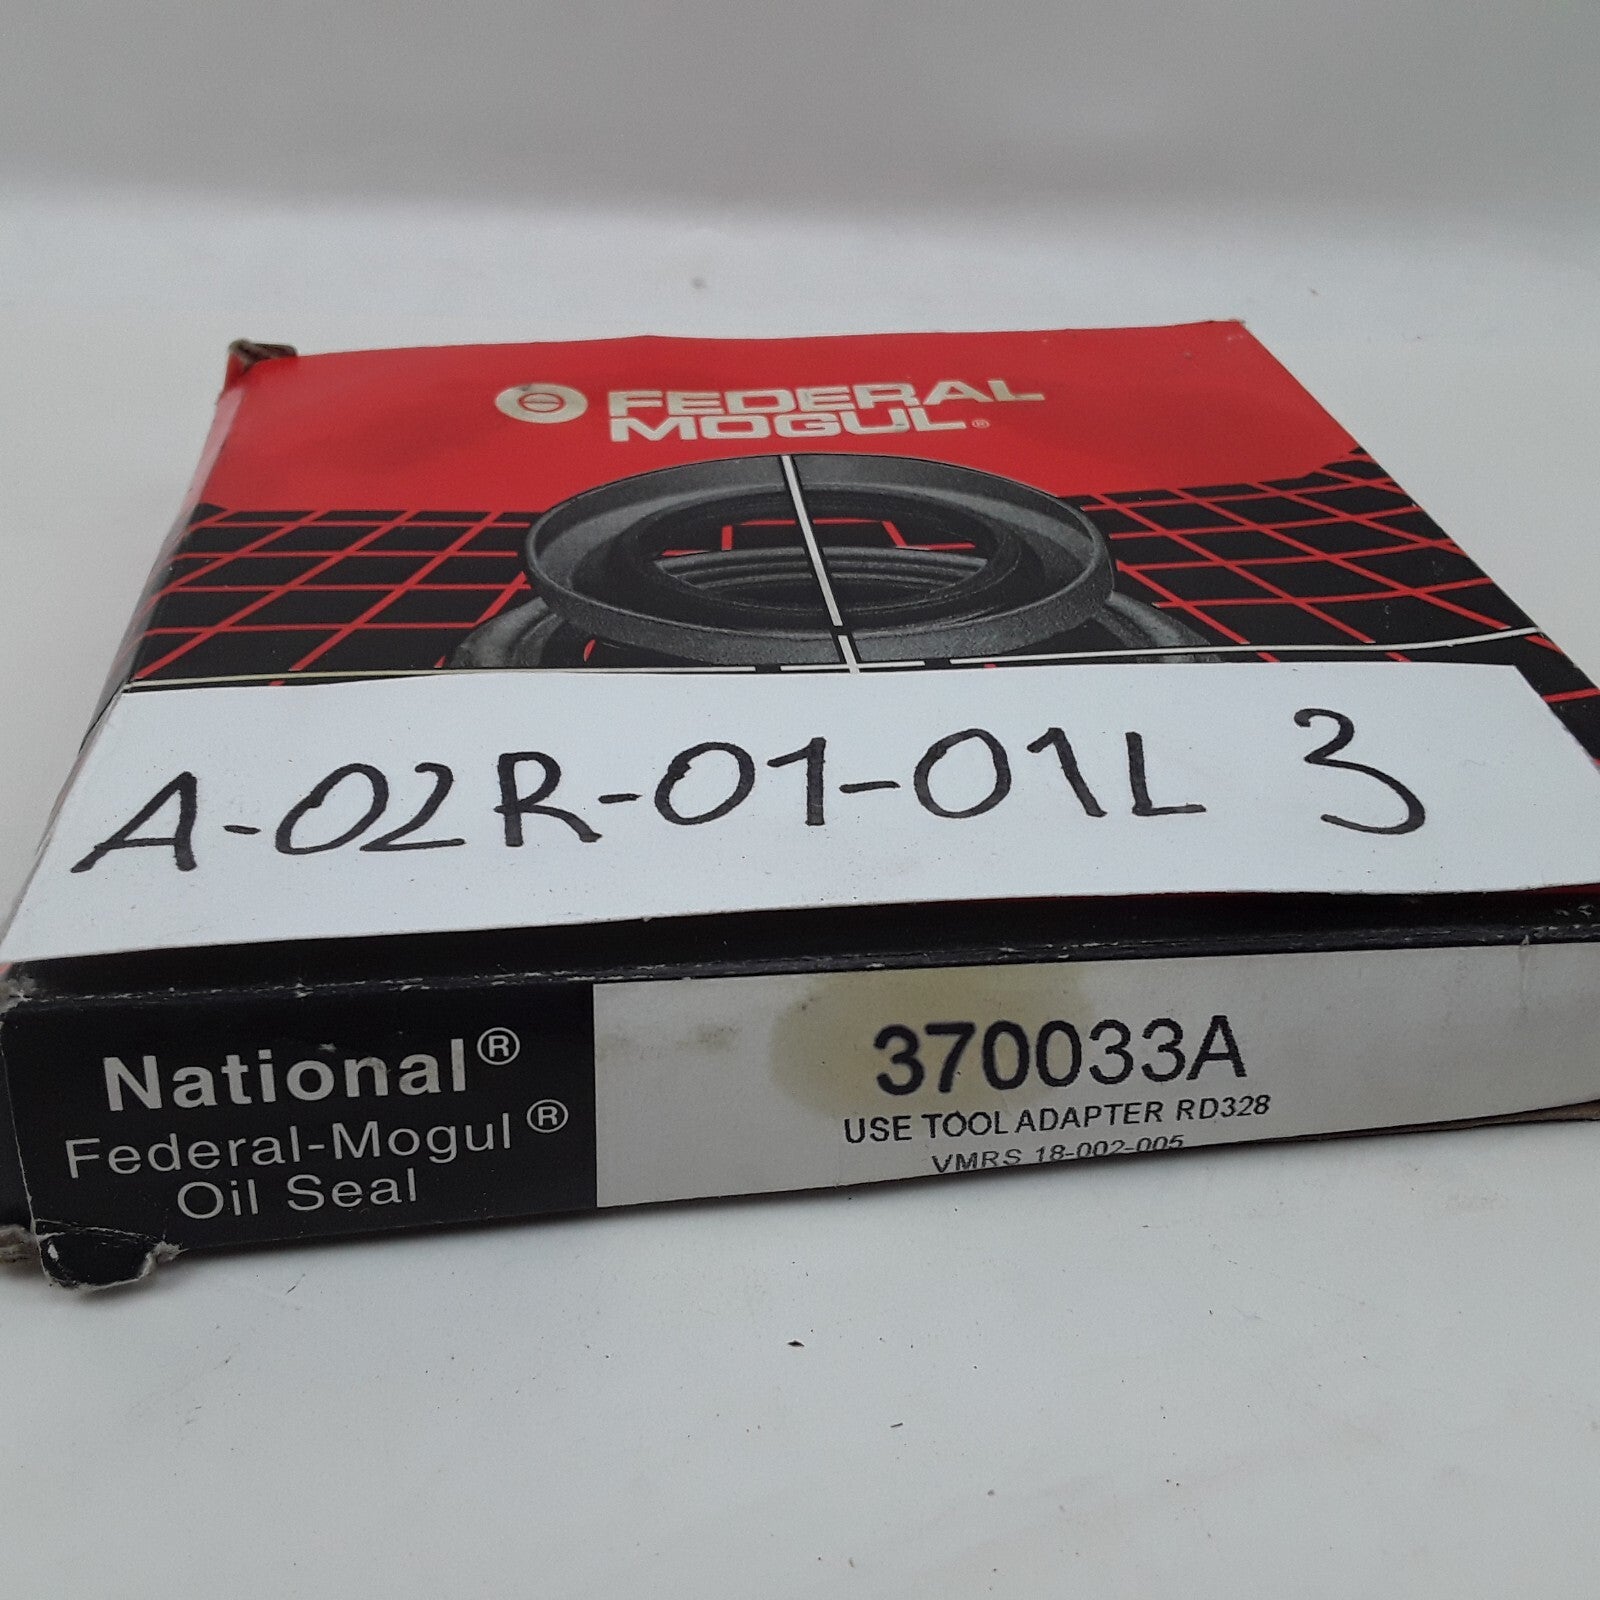 FEDERAL
MOGUL®
A-02R-01-01L 3
National®
Federal-Mogul®
Oil Seal
370033A
USE TOOL ADAPTER RD328
VMRS 18-002-005